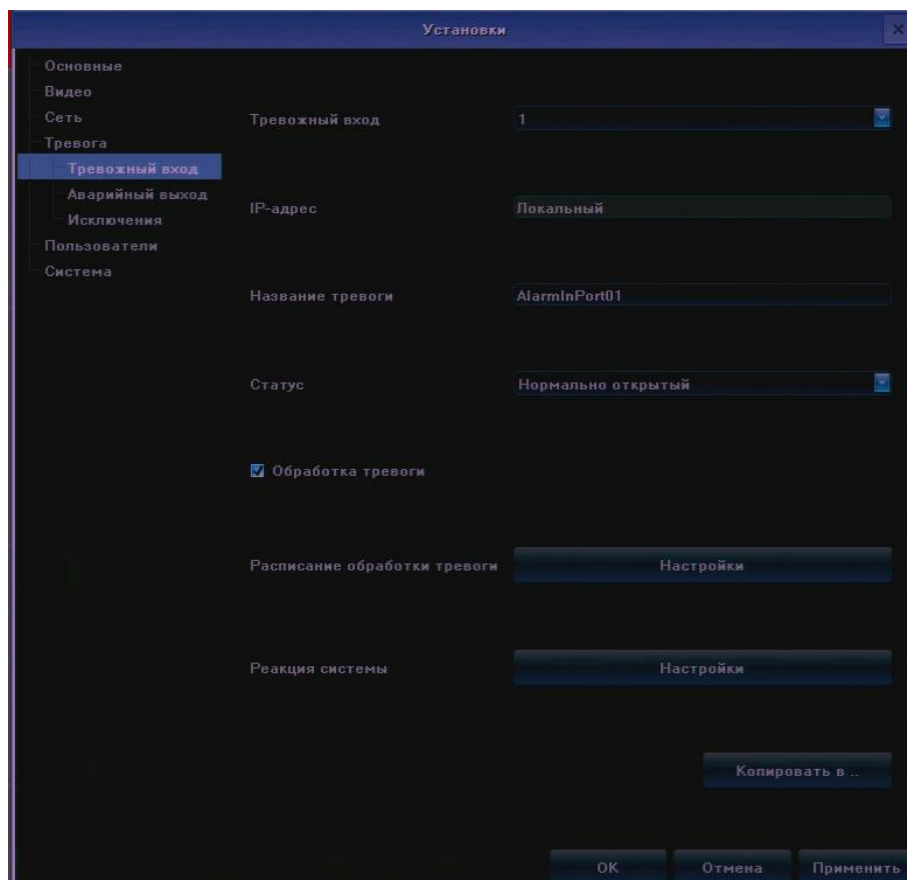 Установки
Основные
Видео
Сеть
Тревога
Тревожный вход
Аварийный выход
Исключения
Пользователи
Система
Тревожный вход 1
IP-адрес Локальный
Название тревоги AlarmInPort01
Статус Нормально открытый
Обработка тревоги
Расписание обработки тревоги Настройки
Реакция системы Настройки
Копировать в ..
OK Отмена Применить